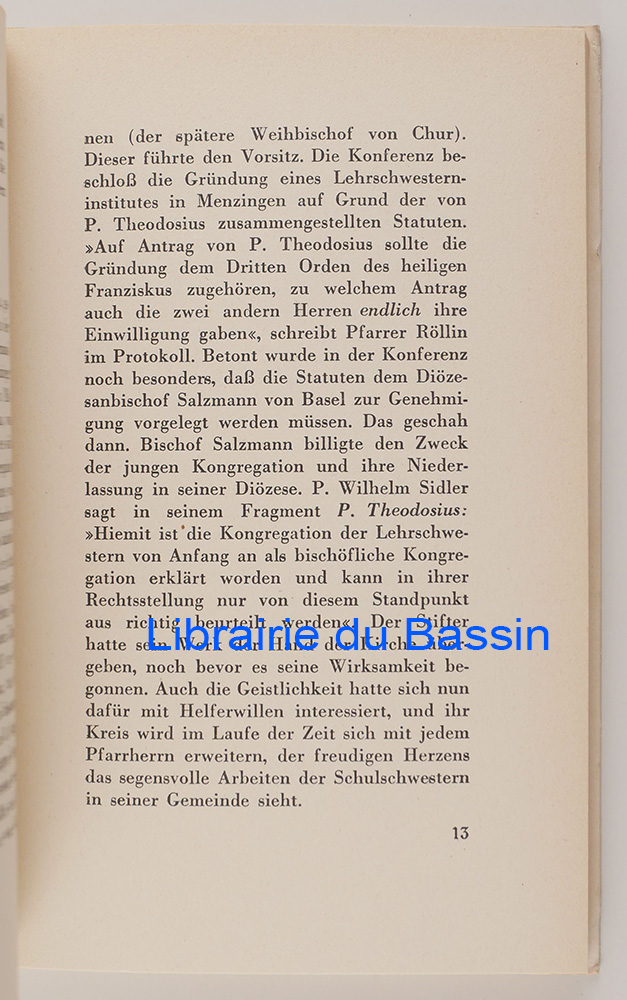 nen (der spätere Weihbischof von Chur).
Dieser führte den Vorsitz. Die Konferenz be-
schloß die Gründung eines Lehrschwestern-
institutes in Menzingen auf Grund der von
P. Theodosius zusammengestellten Statuten.
»Auf Antrag von P. Theodosius sollte die
Gründung dem Dritten Orden des heiligen
Franziskus zugehören, zu welchem Antrag
auch die zwei andern Herren endlich ihre
Einwilligung gaben«, schreibt Pfarrer Röllin
im Protokoll. Betont wurde in der Konferenz
noch besonders, daß die Statuten dem Diöze-
sanbischof Salzmann von Basel zur Genehmi-
gung vorgelegt werden müssen. Das geschah
dann. Bischof Salzmann billigte den Zweck
der jungen Kongregation und ihre Nieder-
lassung in seiner Diözese. P. Wilhelm Sidler
sagt in seinem Fragment P. Theodosius:
»Hiemit ist die Kongregation der Lehrschwe-
stern von Anfang an als bischöfliche Kongre-
gation erklärt worden und kann in ihrer
Rechtsstellung nur von diesem Standpunkt
aus richtig beurteilt werden«. Der Stifter
Librairie du Bassin
hatte sein Werk der Hand der Kirche über-
geben, noch bevor es seine Wirksamkeit be-
gonnen. Auch die Geistlichkeit hatte sich nun
dafür mit Helferwillen interessiert, und ihr
Kreis wird im Laufe der Zeit sich mit jedem
Pfarrherrn erweitern, der freudigen Herzens
das segensvolle Arbeiten der Schulschwestern
in seiner Gemeinde sieht.
13